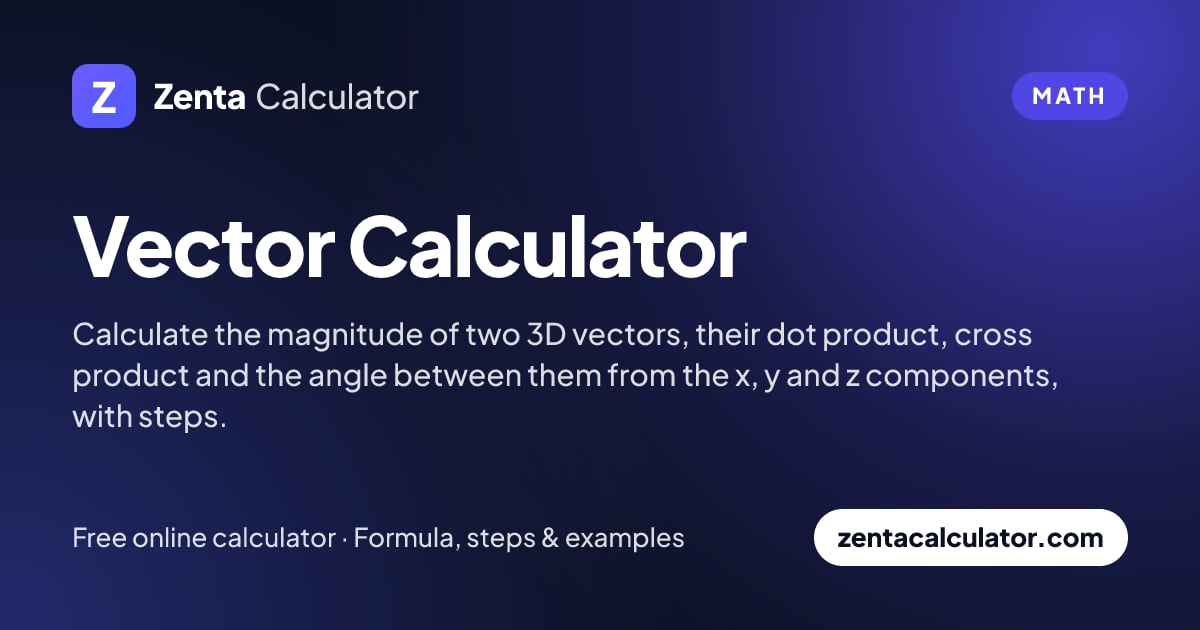 Z
Zenta Calculator
MATH
Vector Calculator
Calculate the magnitude of two 3D vectors, their dot product, cross
product and the angle between them from the x, y and z components,
with steps.
Free online calculator · Formula, steps & examples
zentacalculator.com